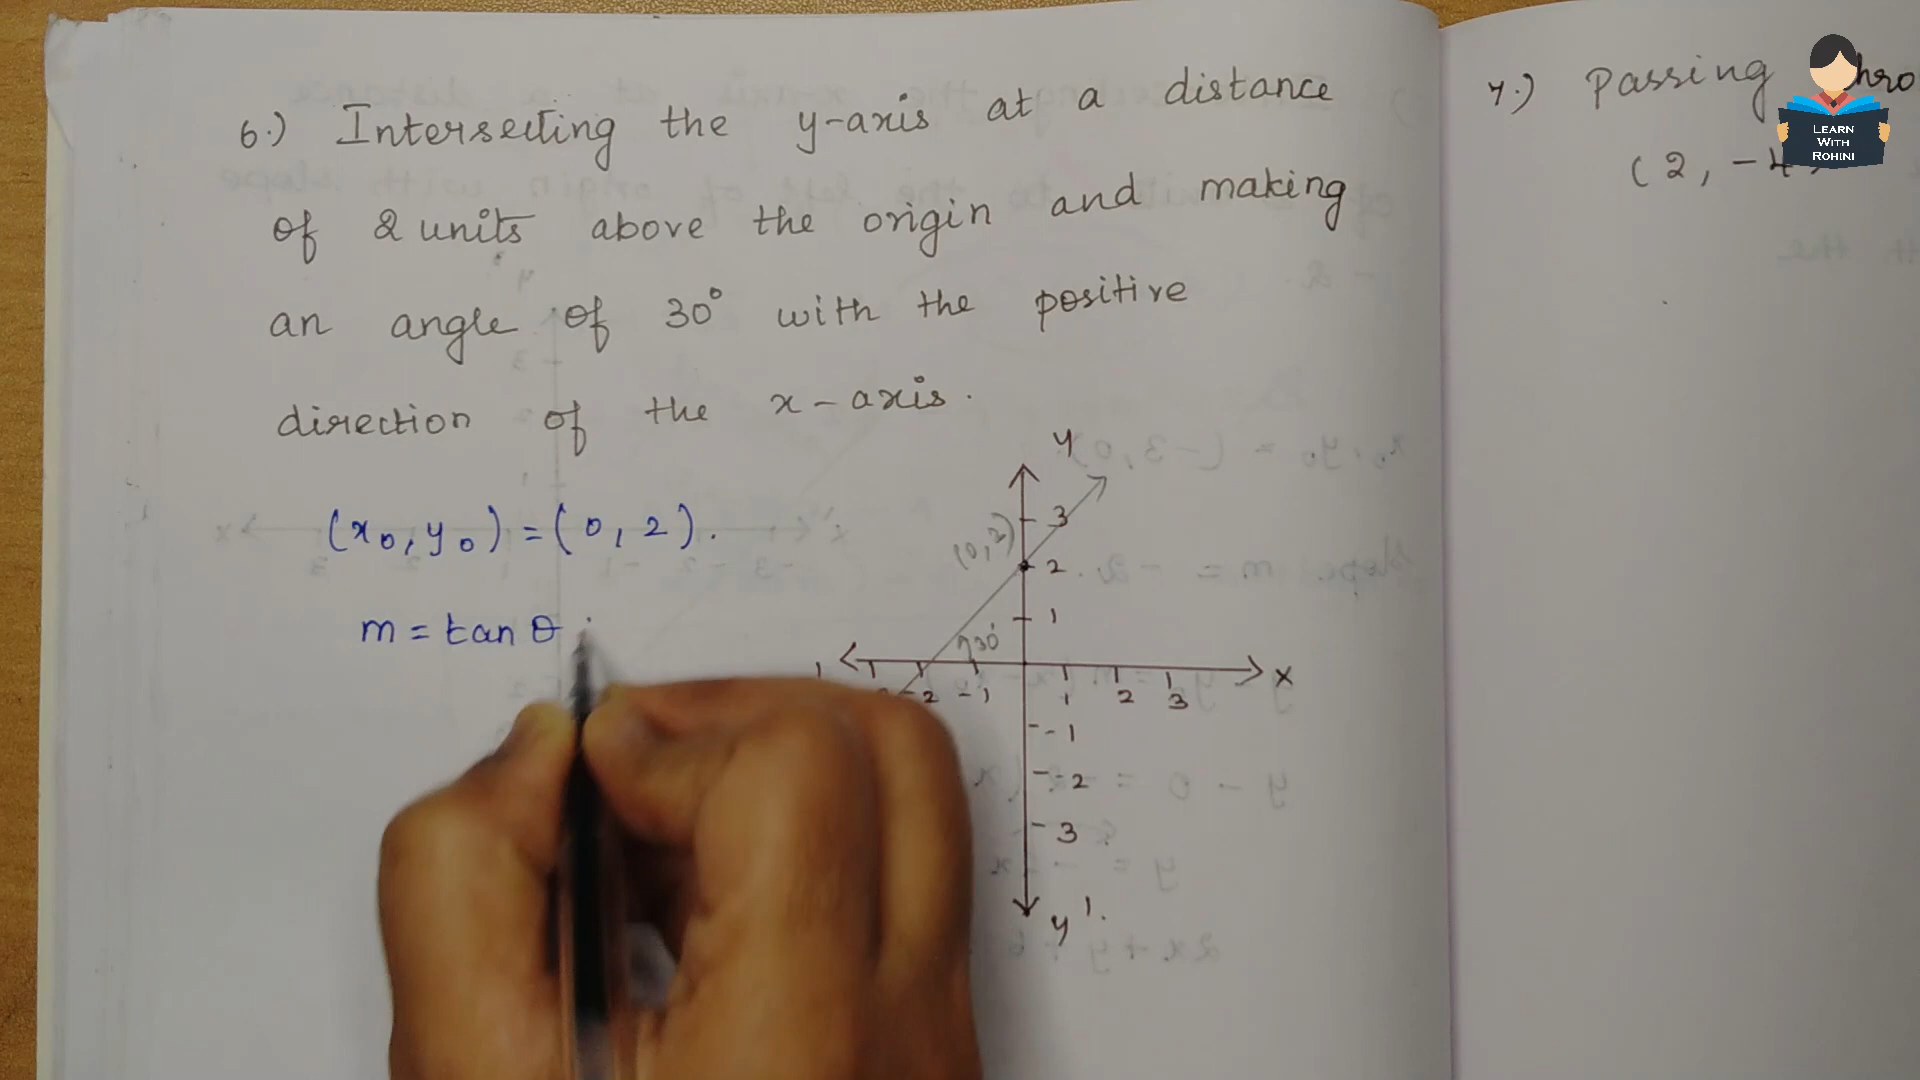 6.) Intersecting the y-axis at a distance
of 2 units above the origin and making
an angle of 30° with the positive
direction of the x-axis.
(x₀, y₀) = (0, 2).
m = tan θ
y
3
(0, 2)
2
1
30°
-2 -1 1 2 3 x
-1
-2
3
y'.
7.) Passing
(2, -4
LEARN
With
ROHINI